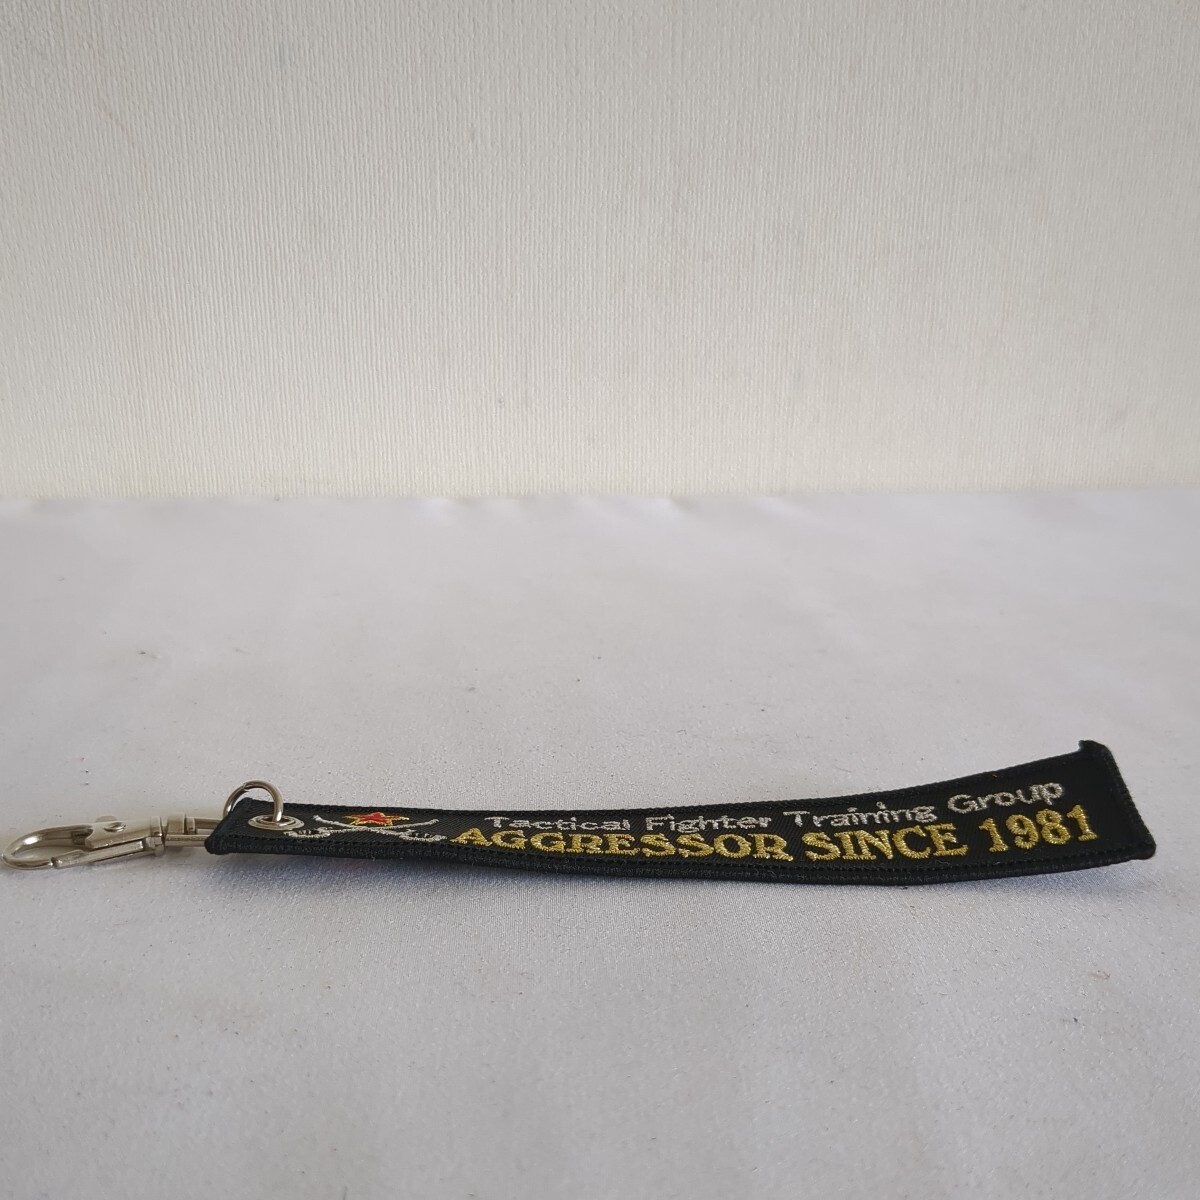 Tactical Fighter Training Group
AGGRESSOR SINCE 1981